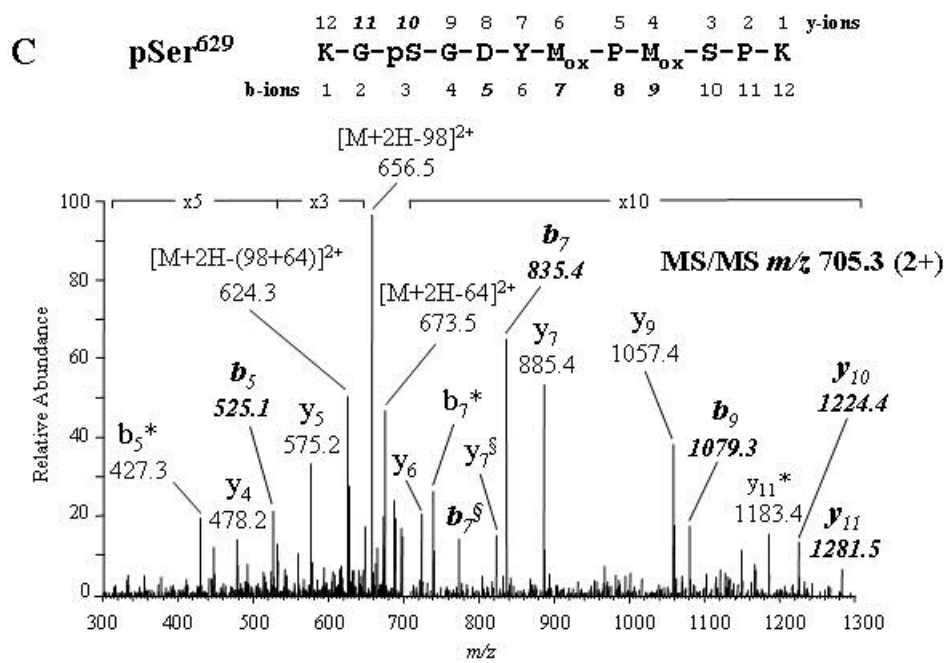 12 11 10 9 8 7 6 5 4 3 2 1 y-ions
C pSer629 K-G-pS-G-D-Y-Mox-P-Mox-S-P-K
b-ions 1 2 3 4 5 6 7 8 9 10 11 12
[M+2H-98]2+
656.5
100 x5 x3 x10
b7
835.4
MS/MS m/z 705.3 (2+)
[M+2H-(98+64)]2+
624.3
[M+2H-64]2+
673.5
80
y7
885.4
y9
1057.4
60
b5
525.1
y5
575.2
b7*
y10
1224.4
b9
1079.3
b5*
427.3
40
y4
478.2
y6
y7§
b7§
y11*
1183.4
y11
1281.5
20
0
Relative Abundance
300 400 500 600 700 800 900 1000 1100 1200 1300
m/z